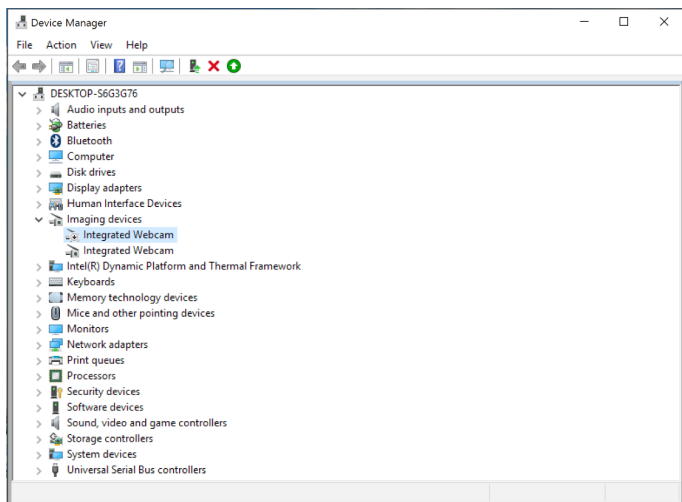 Device Manager
File Action View Help
DESKTOP-S6G3G76
Audio inputs and outputs
Batteries
Bluetooth
Computer
Disk drives
Display adapters
Human Interface Devices
Imaging devices
Integrated Webcam
Integrated Webcam
Intel(R) Dynamic Platform and Thermal Framework
Keyboards
Memory technology devices
Mice and other pointing devices
Monitors
Network adapters
Print queues
Processors
Security devices
Software devices
Sound, video and game controllers
Storage controllers
System devices
Universal Serial Bus controllers